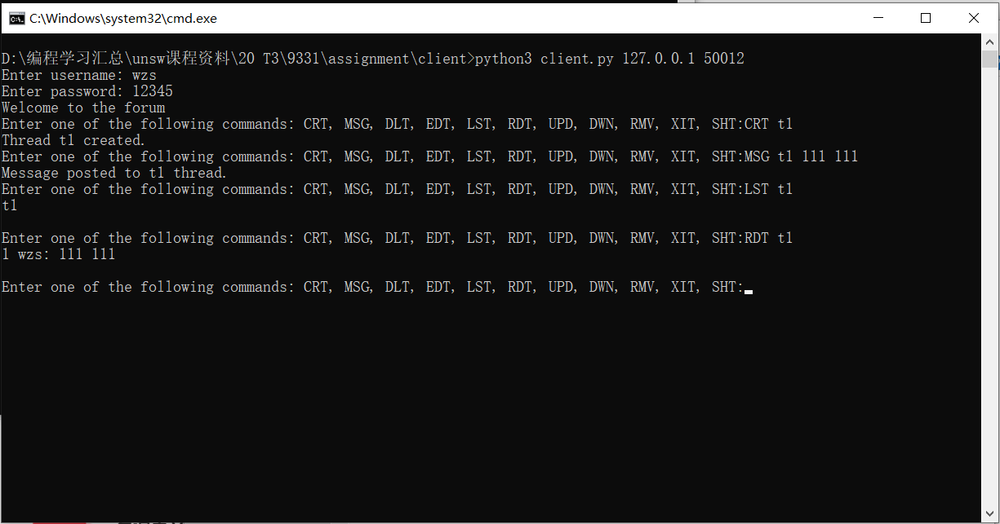 C:\Windows\system32\cmd.exe
D:\编程学习汇总\unsw课程资料\20 T3\9331\assignment\client>python3 client.py 127.0.0.1 50012
Enter username: wzs
Enter password: 12345
Welcome to the forum
Enter one of the following commands: CRT, MSG, DLT, EDT, LST, RDT, UPD, DWN, RMV, XIT, SHT:CRT t1
Thread t1 created.
Enter one of the following commands: CRT, MSG, DLT, EDT, LST, RDT, UPD, DWN, RMV, XIT, SHT:MSG t1 111 111
Message posted to t1 thread.
Enter one of the following commands: CRT, MSG, DLT, EDT, LST, RDT, UPD, DWN, RMV, XIT, SHT:LST t1
t1
Enter one of the following commands: CRT, MSG, DLT, EDT, LST, RDT, UPD, DWN, RMV, XIT, SHT:RDT t1
1 wzs: 111 111
Enter one of the following commands: CRT, MSG, DLT, EDT, LST, RDT, UPD, DWN, RMV, XIT, SHT: